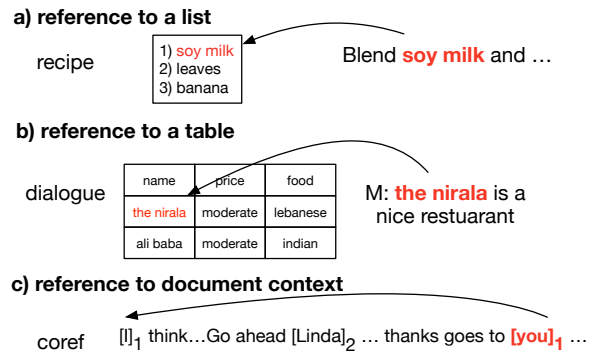 a) reference to a list
recipe
1) soy milk
2) leaves
3) banana
Blend soy milk and …
b) reference to a table
dialogue
name price food
the nirala moderate lebanese
ali baba moderate indian
M: the nirala is a
nice restuarant
c) reference to document context
coref
[I]1 think…Go ahead [Linda]2 … thanks goes to [you]1 …